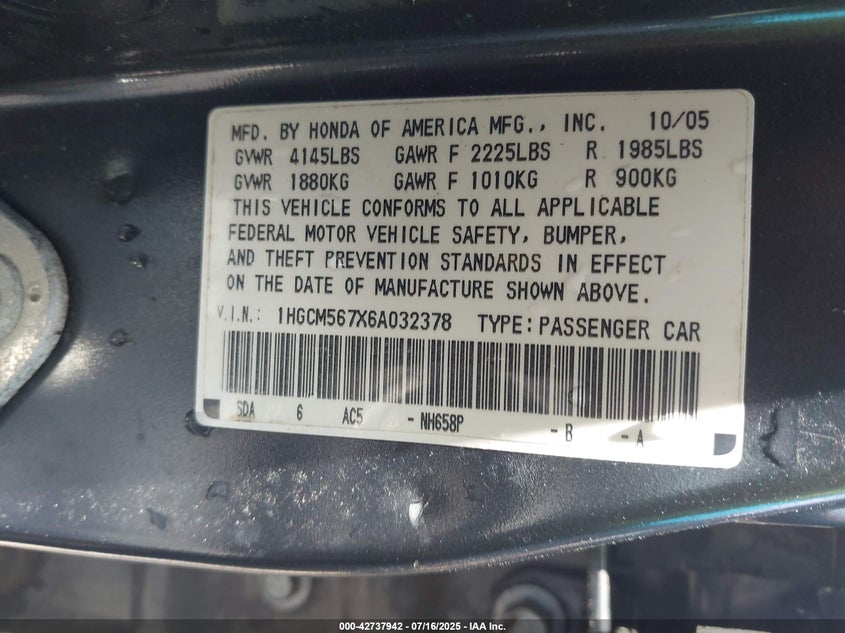 MFD. BY HONDA OF AMERICA MFG., INC. 10/05
GVWR 4145LBS GAWR F 2225LBS R 1985LBS
GVWR 1880KG GAWR F 1010KG R 900KG
THIS VEHICLE CONFORMS TO ALL APPLICABLE
FEDERAL MOTOR VEHICLE SAFETY, BUMPER,
AND THEFT PREVENTION STANDARDS IN EFFECT
ON THE DATE OF MANUFACTURE SHOWN ABOVE.
V.I.N.: 1HGCM567X6A032378 TYPE: PASSENGER CAR
SDA 6 AC5 - NH658P - B - A
000-42737942 - 07/16/2025 - IAA Inc.